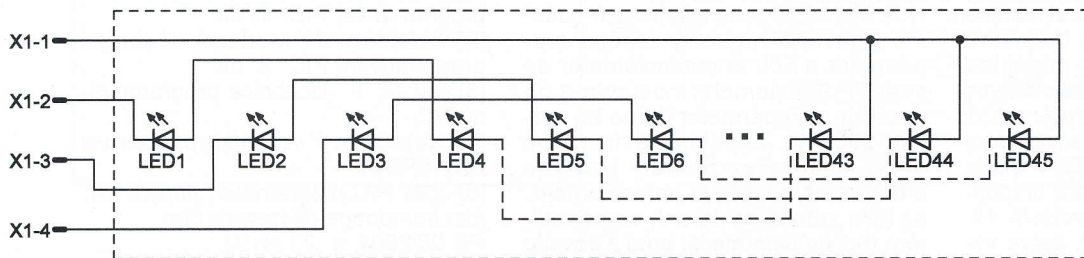 X1-1
X1-2
X1-3
X1-4
LED1 LED2 LED3 LED4 LED5 LED6 LED43 LED44 LED45